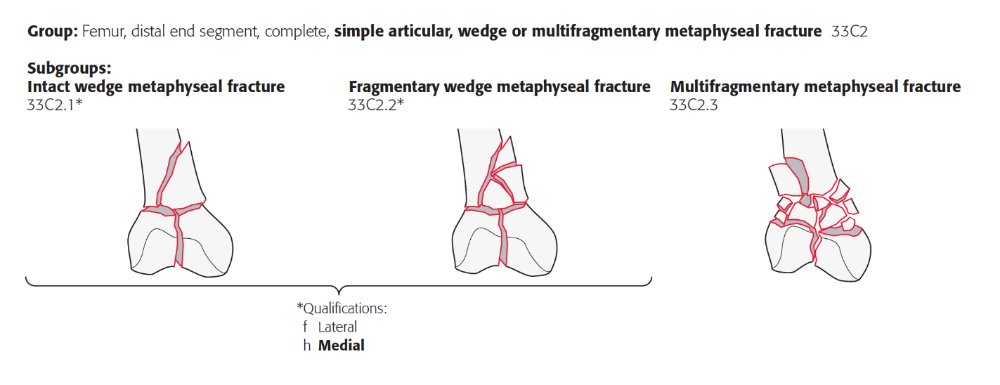 Group: Femur, distal end segment, complete, simple articular, wedge or multifragmentary metaphyseal fracture 33C2
Subgroups:
Intact wedge metaphyseal fracture
33C2.1*
Fragmentary wedge metaphyseal fracture
33C2.2*
Multifragmentary metaphyseal fracture
33C2.3
*Qualifications:
f Lateral
h Medial